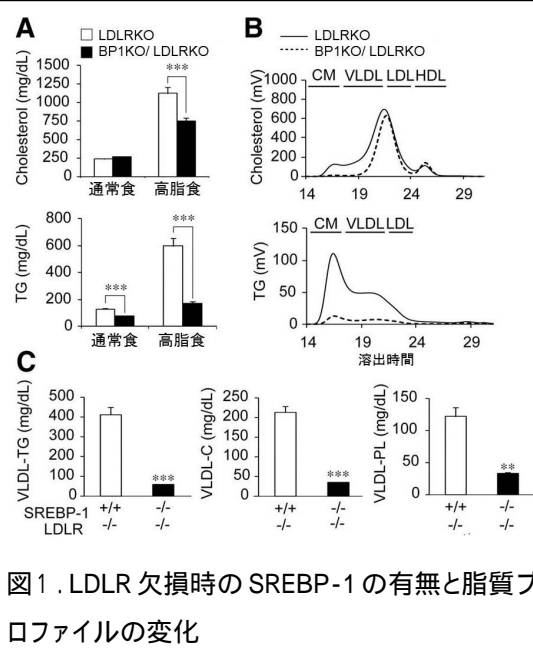 A
LDLRKO
BP1KO/ LDLRKO
Cholesterol (mg/dL)
1500
1250
1000
750
500
250
0
***
通常食 高脂食
TG (mg/dL)
800
600
400
200
0
*** ***
通常食 高脂食
B
LDLRKO
BP1KO/ LDLRKO
CM VLDL LDL HDL
Cholesterol (mV)
1000
800
600
400
200
0
14 19 24 29
CM VLDL LDL
TG (mV)
150
100
50
0
14 19 24 29
溶出時間
C
VLDL-TG (mg/dL)
500
400
300
200
100
0
***
SREBP-1 +/+ -/-
LDLR -/- -/-
VLDL-C (mg/dL)
250
200
150
100
50
0
***
+/+ -/-
-/- -/-
VLDL-PL (mg/dL)
150
100
50
0
**
+/+ -/-
-/- -/-
図1. LDLR 欠損時の SREBP-1 の有無と脂質プ
ロファイルの変化